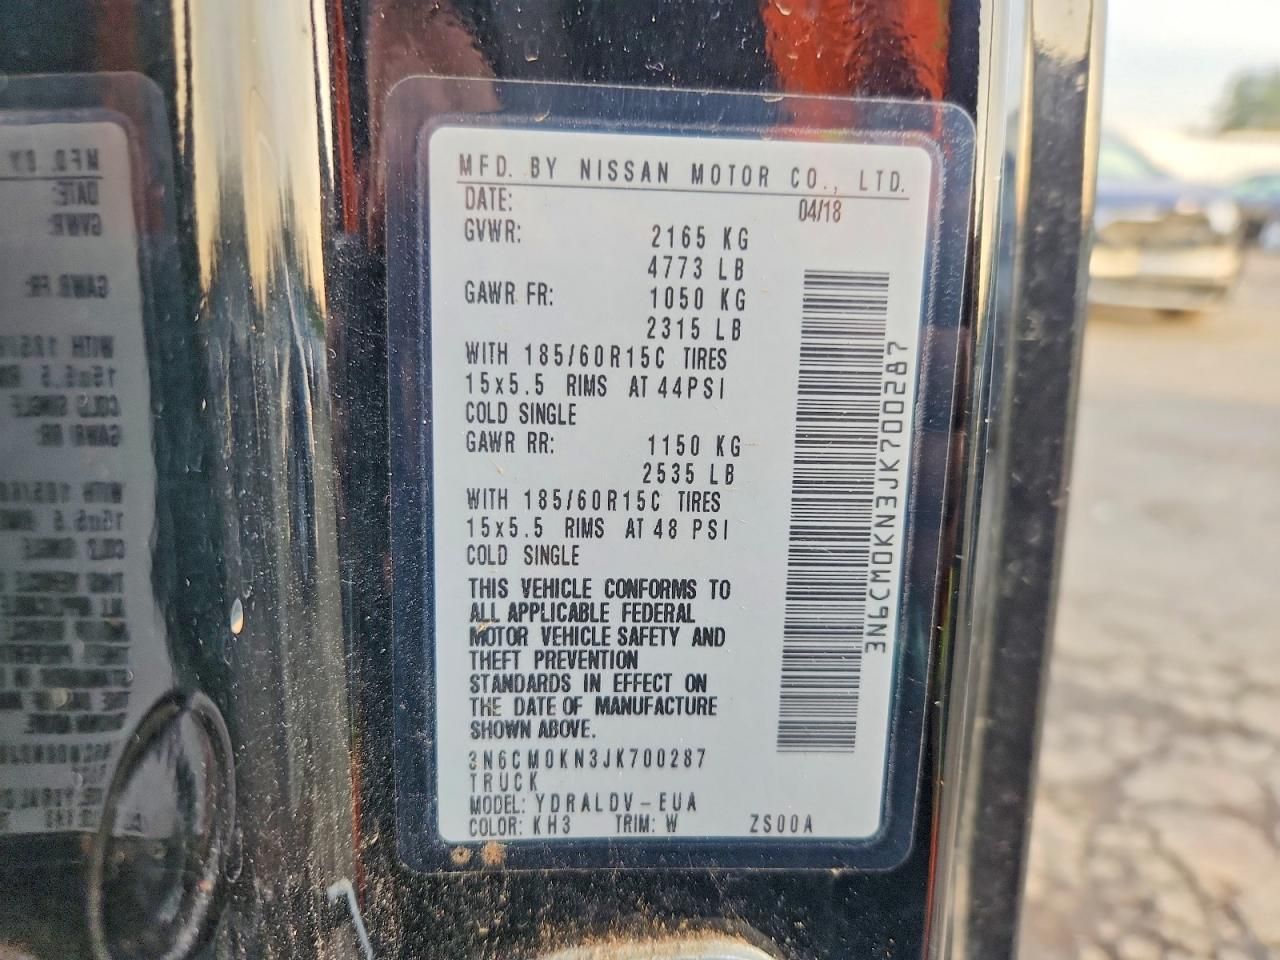 MFD. BY NISSAN MOTOR CO., LTD.
DATE: 04/18
GVWR: 2165 KG
4773 LB
GAWR FR: 1050 KG
2315 LB
WITH 185/60R15C TIRES
15x5.5 RIMS AT 44PSI
COLD SINGLE
GAWR RR: 1150 KG
2535 LB
WITH 185/60R15C TIRES
15x5.5 RIMS AT 48 PSI
COLD SINGLE
THIS VEHICLE CONFORMS TO
ALL APPLICABLE FEDERAL
MOTOR VEHICLE SAFETY AND
THEFT PREVENTION
STANDARDS IN EFFECT ON
THE DATE OF MANUFACTURE
SHOWN ABOVE.
3N6CM0KN3JK700287
TRUCK
MODEL: YDRALDV-EUA
COLOR: KH3 TRIM: W ZS00A
3N6CM0KN3JK700287